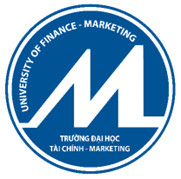 UNIVERSITY OF FINANCE - MARKETING
TRƯỜNG ĐẠI HỌC
TÀI CHÍNH - MARKETING